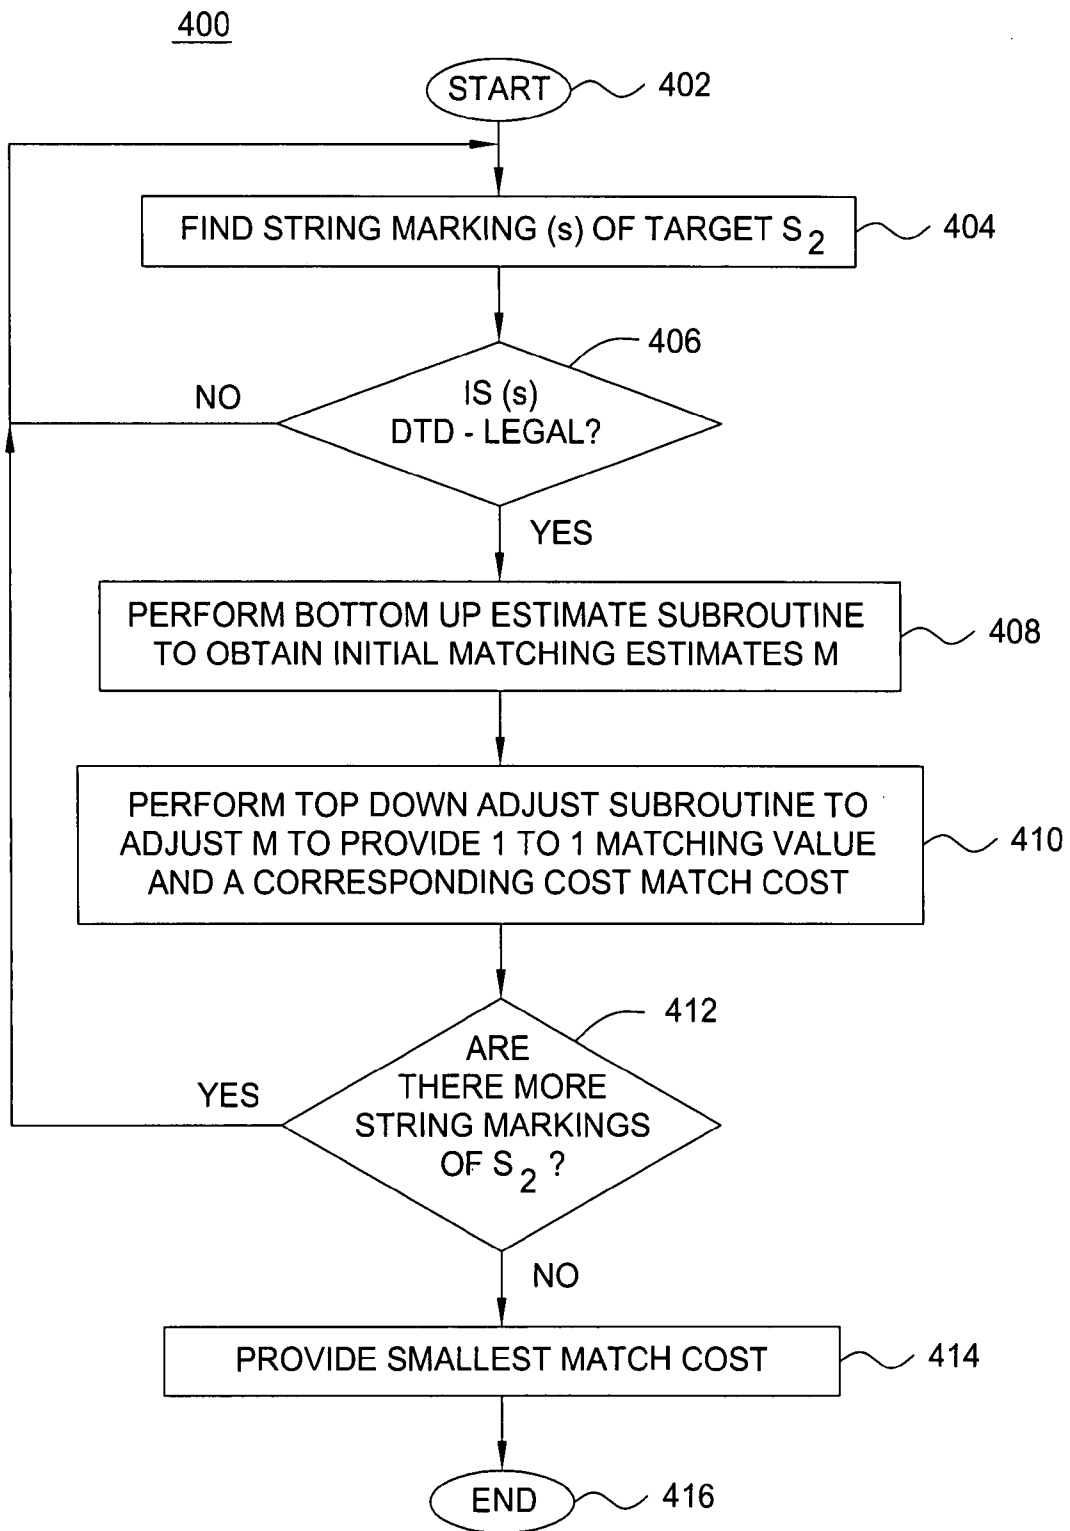 400
START
402
FIND STRING MARKING (s) OF TARGET S2
404
406
IS (s)
DTD - LEGAL?
NO
YES
PERFORM BOTTOM UP ESTIMATE SUBROUTINE
TO OBTAIN INITIAL MATCHING ESTIMATES M
408
PERFORM TOP DOWN ADJUST SUBROUTINE TO
ADJUST M TO PROVIDE 1 TO 1 MATCHING VALUE
AND A CORRESPONDING COST MATCH COST
410
412
ARE
THERE MORE
STRING MARKINGS
OF S2 ?
YES
NO
PROVIDE SMALLEST MATCH COST
414
END
416